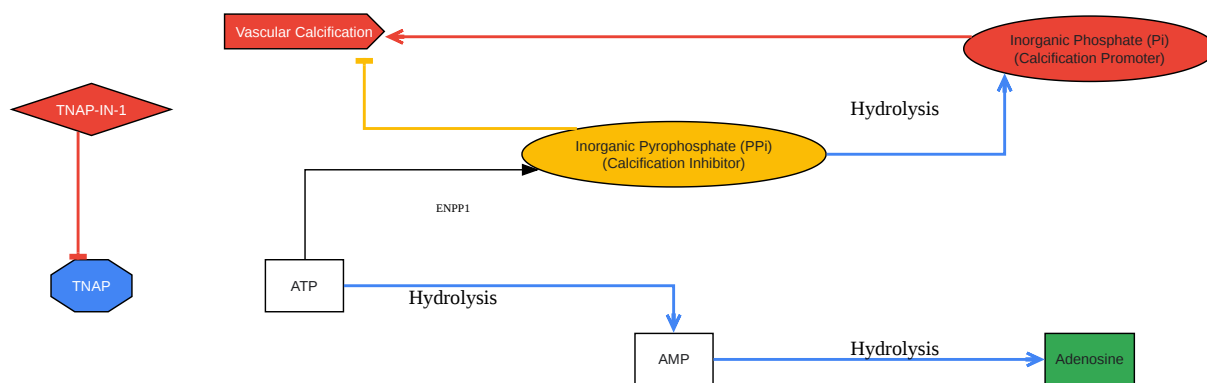 Vascular Calcification
Inorganic Phosphate (Pi)
(Calcification Promoter)
TNAP-IN-1
Hydrolysis
Inorganic Pyrophosphate (PPi)
(Calcification Inhibitor)
ENPP1
TNAP
ATP
Hydrolysis
AMP
Hydrolysis
Adenosine